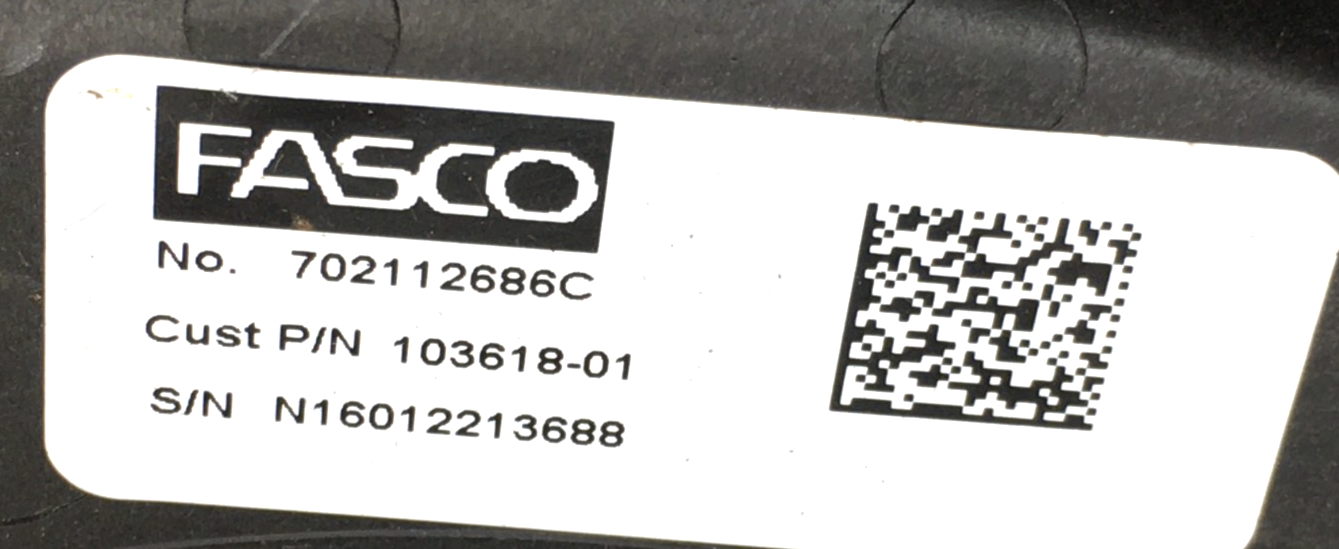 FASCO
No. 702112686C
Cust P/N 103618-01
S/N N16012213688